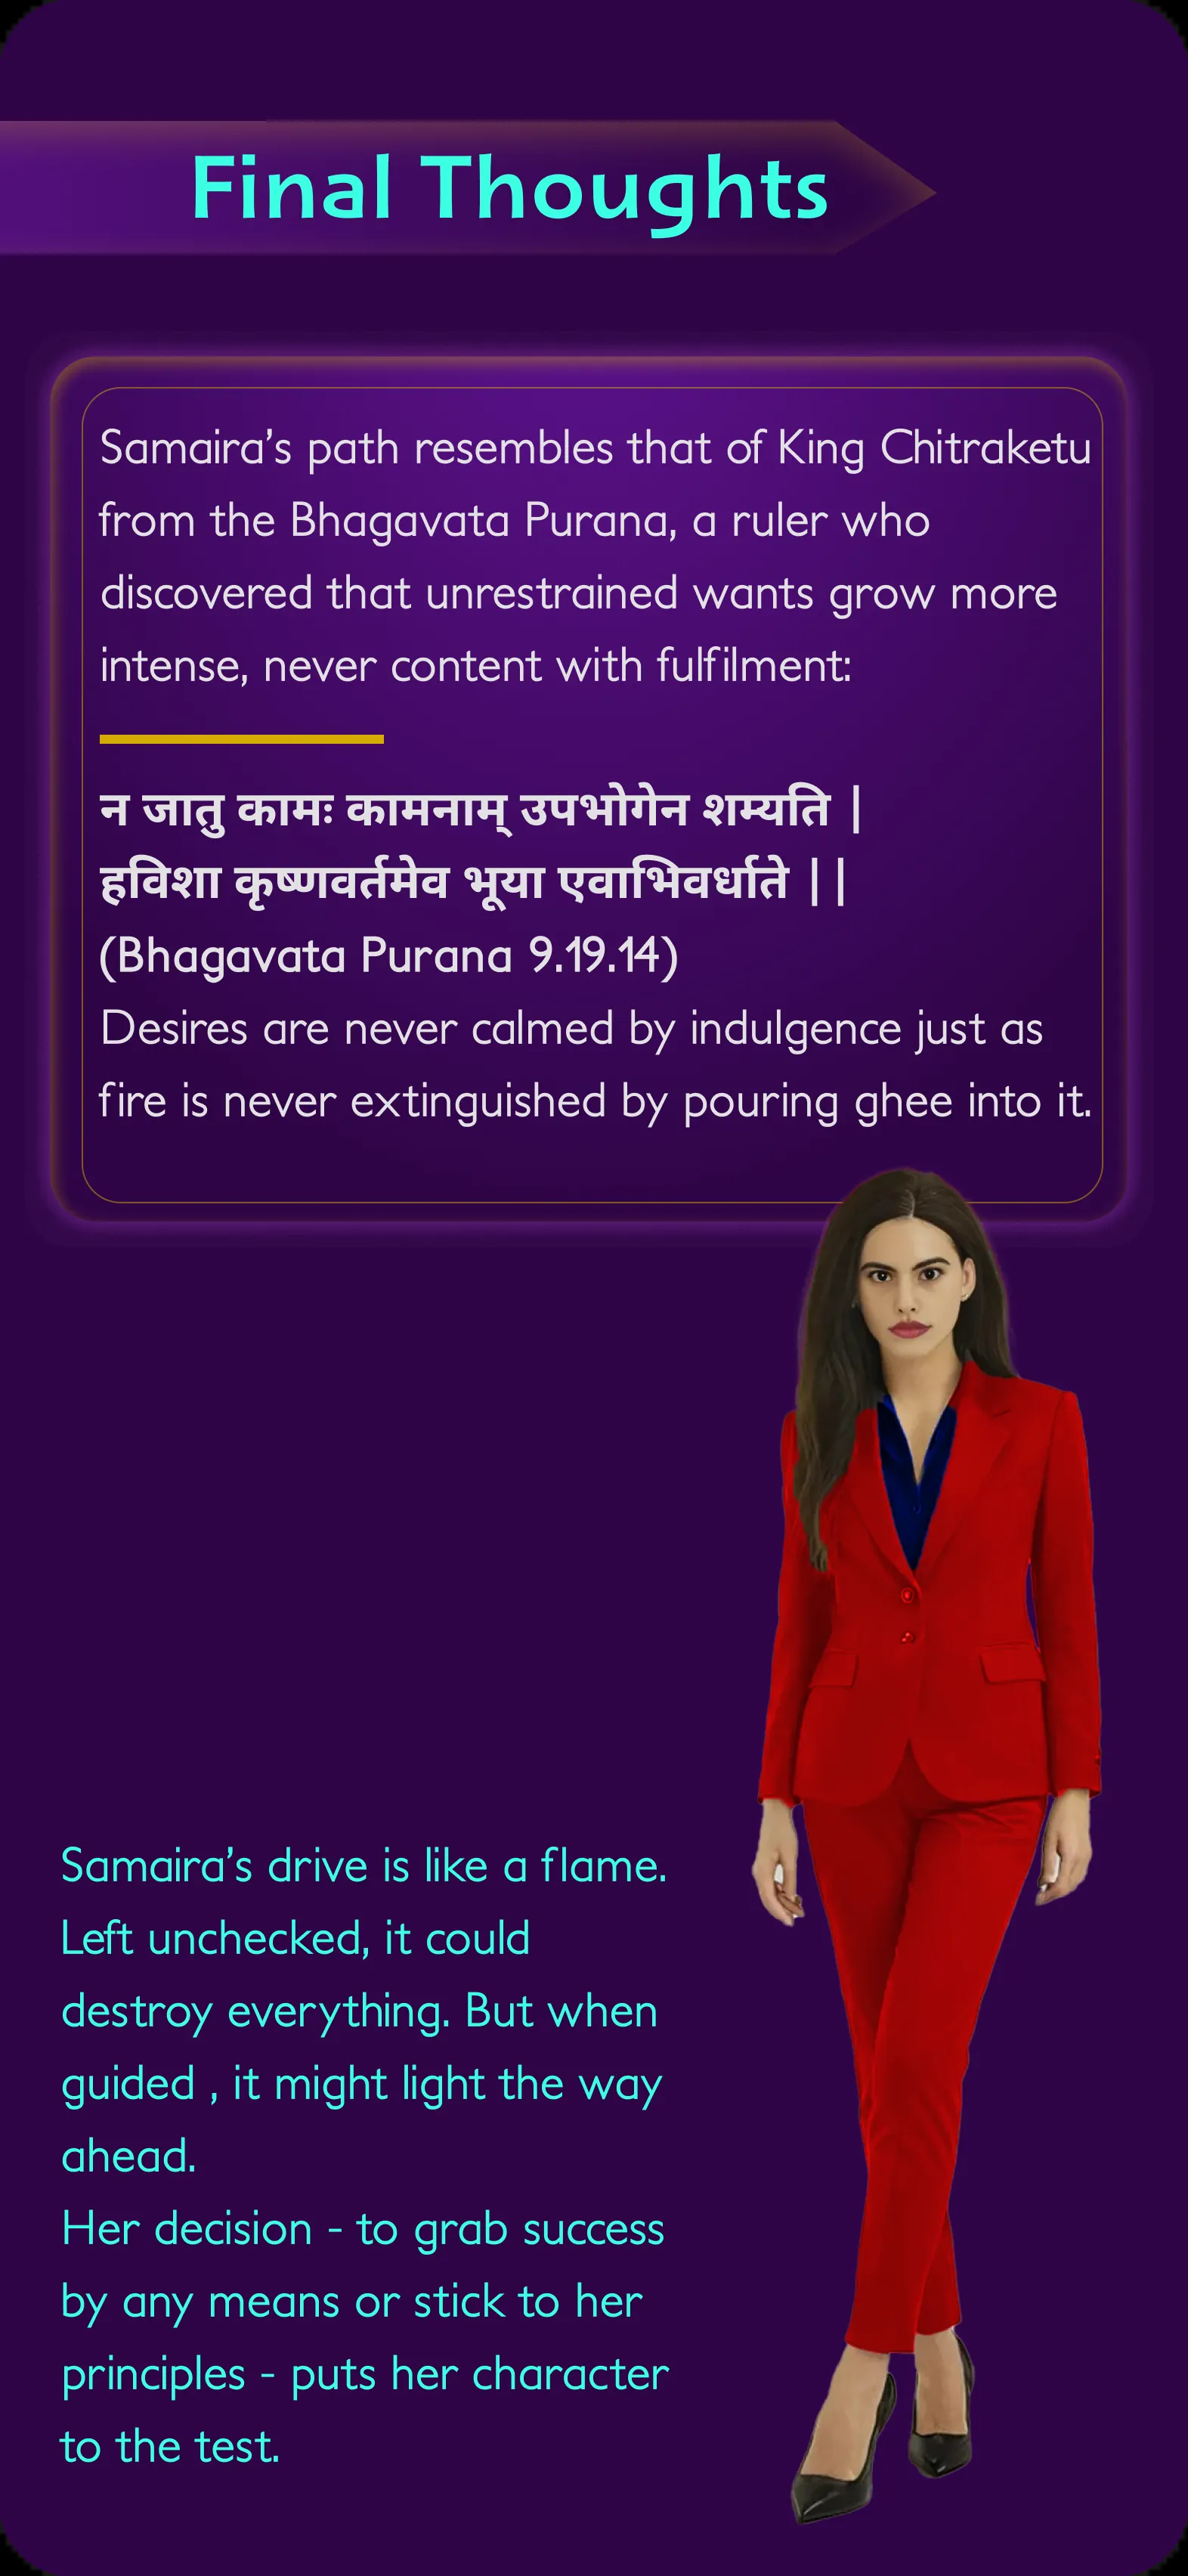 Final Thoughts
Samaira's path resembles that of King Chitraketu
from the Bhagavata Purana, a ruler who
discovered that unrestrained wants grow more
intense, never content with fulfilment:
न जातु कामः कामनाम् उपभोगेन शम्यति |
हविशा कृष्णवर्तमेव भूया एवाभिवर्धाते ||
(Bhagavata Purana 9.19.14)
Desires are never calmed by indulgence just as
fire is never extinguished by pouring ghee into it.
Samaira's drive is like a flame.
Left unchecked, it could
destroy everything. But when
guided , it might light the way
ahead.
Her decision - to grab success
by any means or stick to her
principles - puts her character
to the test.